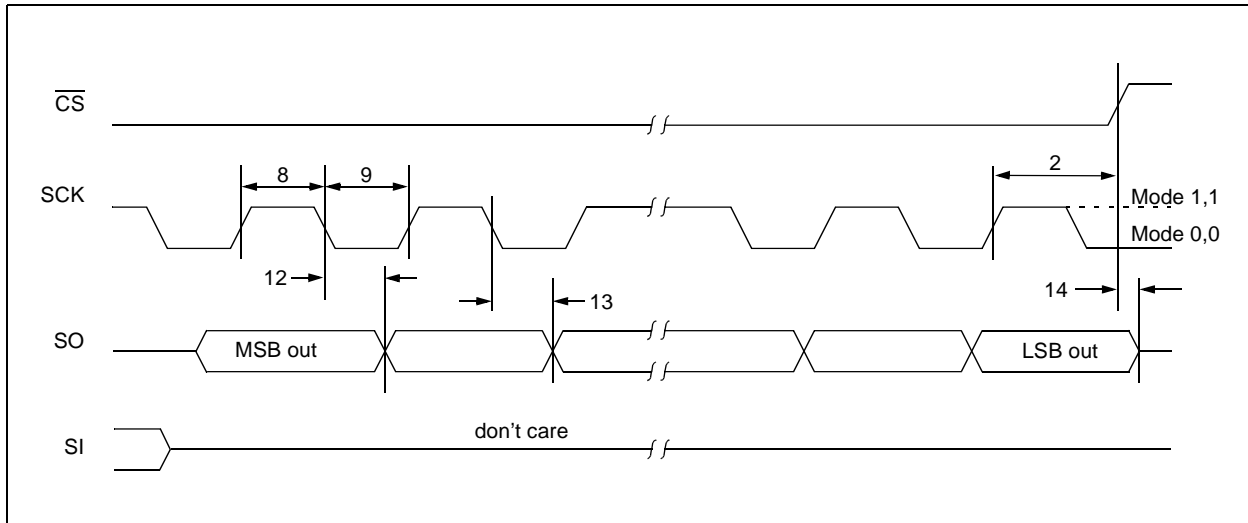 CS
2
8
9
SCK
Mode 1,1
Mode 0,0
12
13
14
SO
MSB out
LSB out
don't care
SI